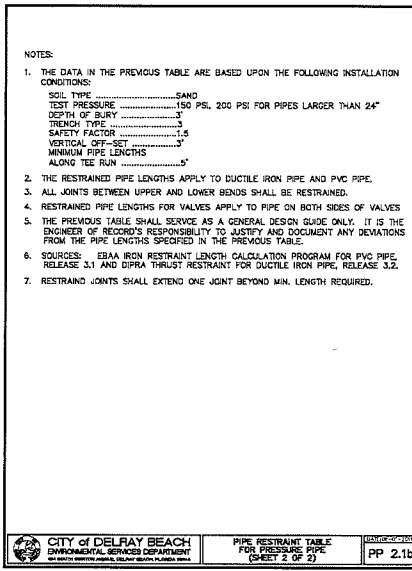 NOTES:
1. THE DATA IN THE PREVIOUS TABLE ARE BASED UPON THE FOLLOWING INSTALLATION
CONDITIONS:
SOIL TYPE ..................SAND
TEST PRESSURE ..................150 PSI, 200 PSI FOR PIPES LARGER THAN 24"
DEPTH OF BURY ..................3'
TRENCH TYPE ..................3
SAFETY FACTOR ..................1.5
VERTICAL OFF-SET ..................3'
MINIMUM PIPE LENGTHS
ALONG TEE RUN ..................5'
2. THE RESTRAINED PIPE LENGTHS APPLY TO DUCTILE IRON PIPE AND PVC PIPE.
3. ALL JOINTS BETWEEN UPPER AND LOWER BENDS SHALL BE RESTRAINED.
4. RESTRAINED PIPE LENGTHS FOR VALVES APPLY TO PIPE ON BOTH SIDES OF VALVES
5. THE PREVIOUS TABLE SHALL SERVCE AS A GENERAL DESIGN GUIDE ONLY. IT IS THE
ENGINEER OF RECORD'S RESPONSIBILITY TO JUSTIFY AND DOCUMENT ANY DEVIATIONS
FROM THE PIPE LENGTHS SPECIFIED IN THE PREVIOUS TABLE.
6. SOURCES: EBAA IRON RESTRAINT LENGTH CALCULATION PROGRAM FOR PVC PIPE,
RELEASE 3.1 AND DIPRA THRUST RESTRAINT FOR DUCTILE IRON PIPE, RELEASE 3.2.
7. RESTRAIND JOINTS SHALL EXTEND ONE JOINT BEYOND MIN. LENGTH REQUIRED.
CITY of DELRAY BEACH
ENVIRONMENTAL SERVICES DEPARTMENT
PIPE RESTRAINT TABLE
FOR PRESSURE PIPE
(SHEET 2 OF 2)
PP 2.1b